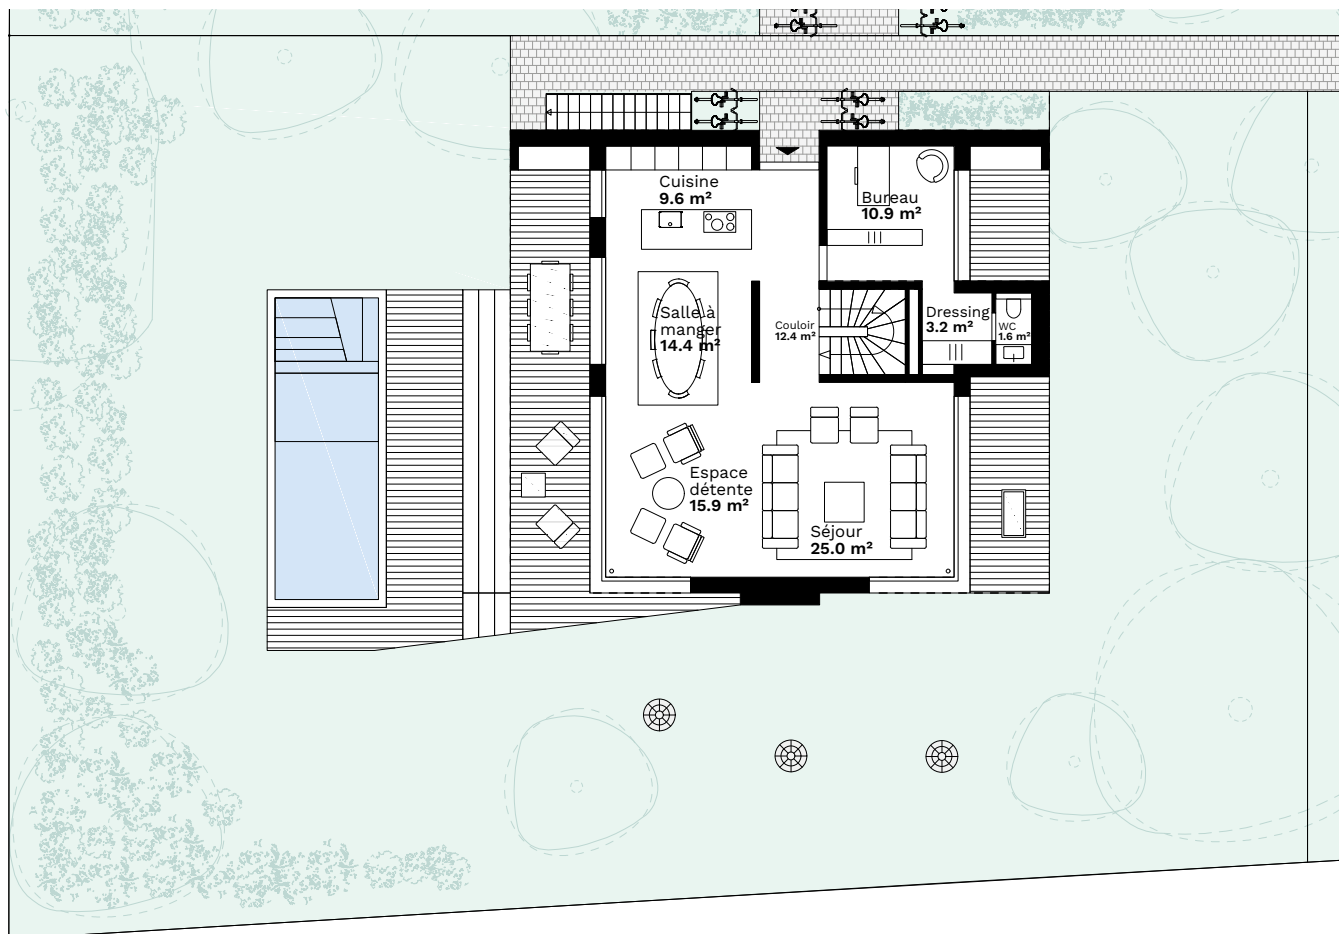 Cuisine
9.6 m²
Bureau
10.9 m²
Salle à
manger
14.4 m²
Couloir
12.4 m²
Dressing
3.2 m²
WC
1.6 m²
Espace
détente
15.9 m²
Séjour
25.0 m²